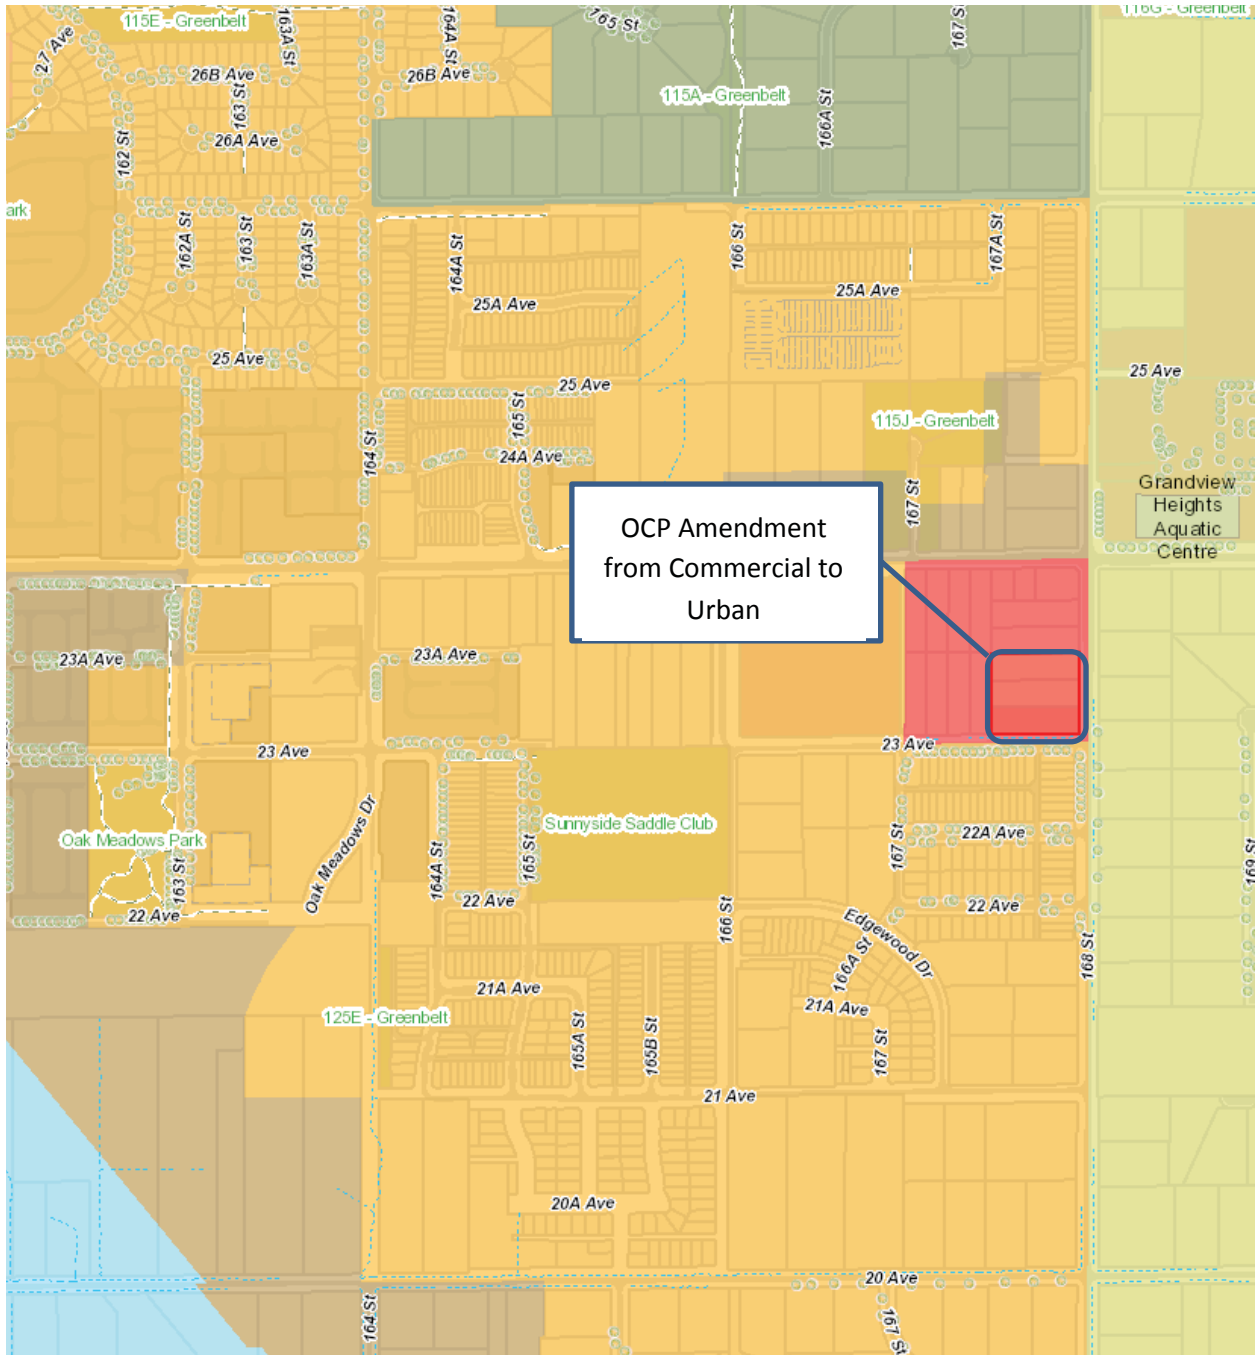 115E - Greenbelt
163A St
164A St
165 St
167 S
116G - Greenbelt
27 Ave
26B Ave
26B Ave
163 St
115A - Greenbelt
166A St
26A Ave
162 St
ark
162A St
163 St
163A St
164A St
166 St
167A St
25A Ave
25A Ave
25 Ave
25 Ave
25 Ave
165 St
115J - Greenbelt
164 St
24A Ave
167 St
Grandview
Heights
Aquatic
Centre
OCP Amendment
from Commercial to
Urban
23A Ave
23A Ave
23 Ave
23 Ave
Oak Meadows Dr
Sunnyside Saddle Club
Oak Meadows Park
163 St
164A St
165 St
167 St
22A Ave
169 St
22 Ave
22 Ave
22 Ave
166 St
Edgewood Dr
166A St
168 St
21A Ave
21A Ave
125E - Greenbelt
165A St
165B St
167 St
21 Ave
20A Ave
20 Ave
164 St
167 St